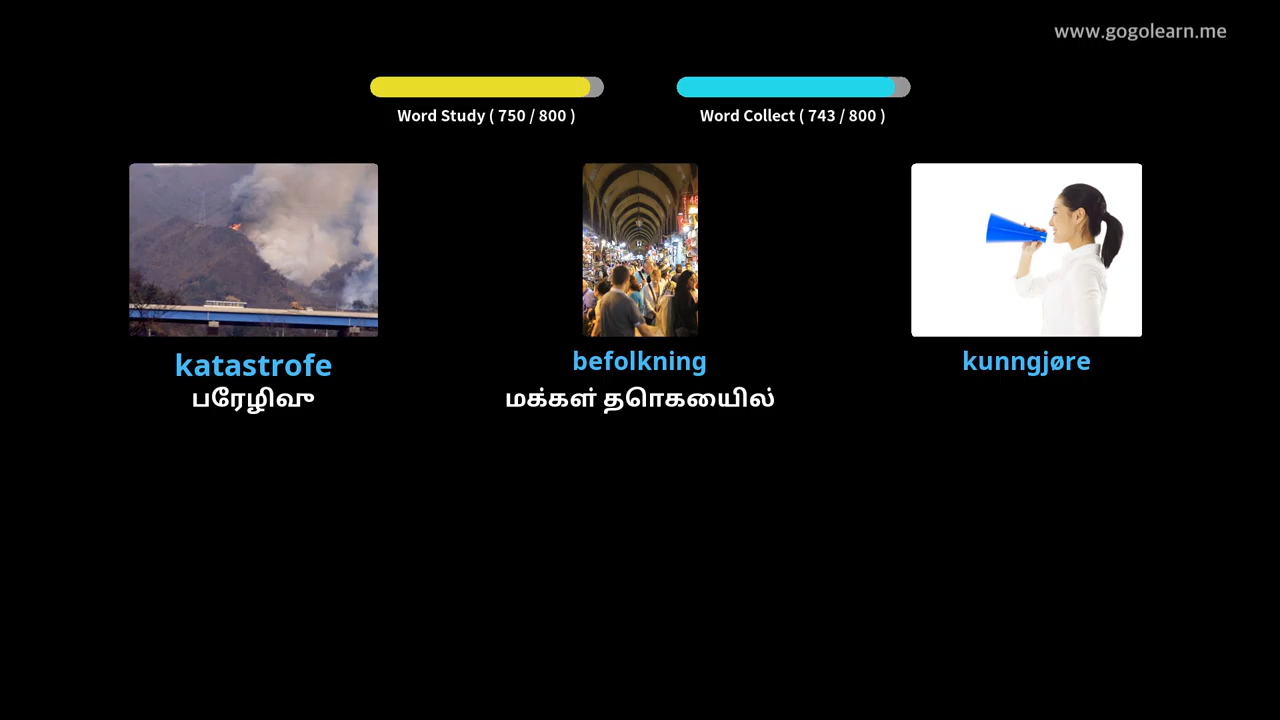 www.gogolearn.me
Word Study ( 750 / 800 )
Word Collect ( 743 / 800 )
katastrofe
பரேழிவு
befolkning
மக்கள் தொகையில்
kunngjøre